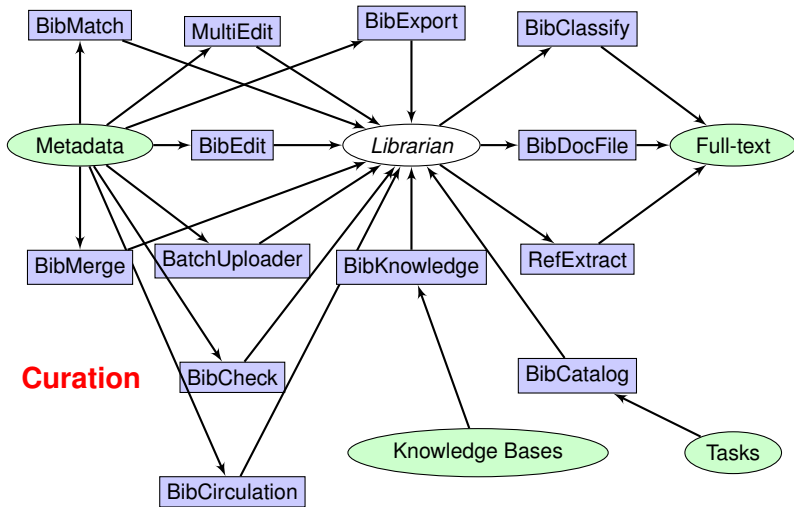 BibMatch
MultiEdit
BibExport
BibClassify
Metadata
BibEdit
Librarian
BibDocFile
Full-text
BibMerge
BatchUploader
BibKnowledge
RefExtract
Curation
BibCheck
BibCatalog
Knowledge Bases
Tasks
BibCirculation